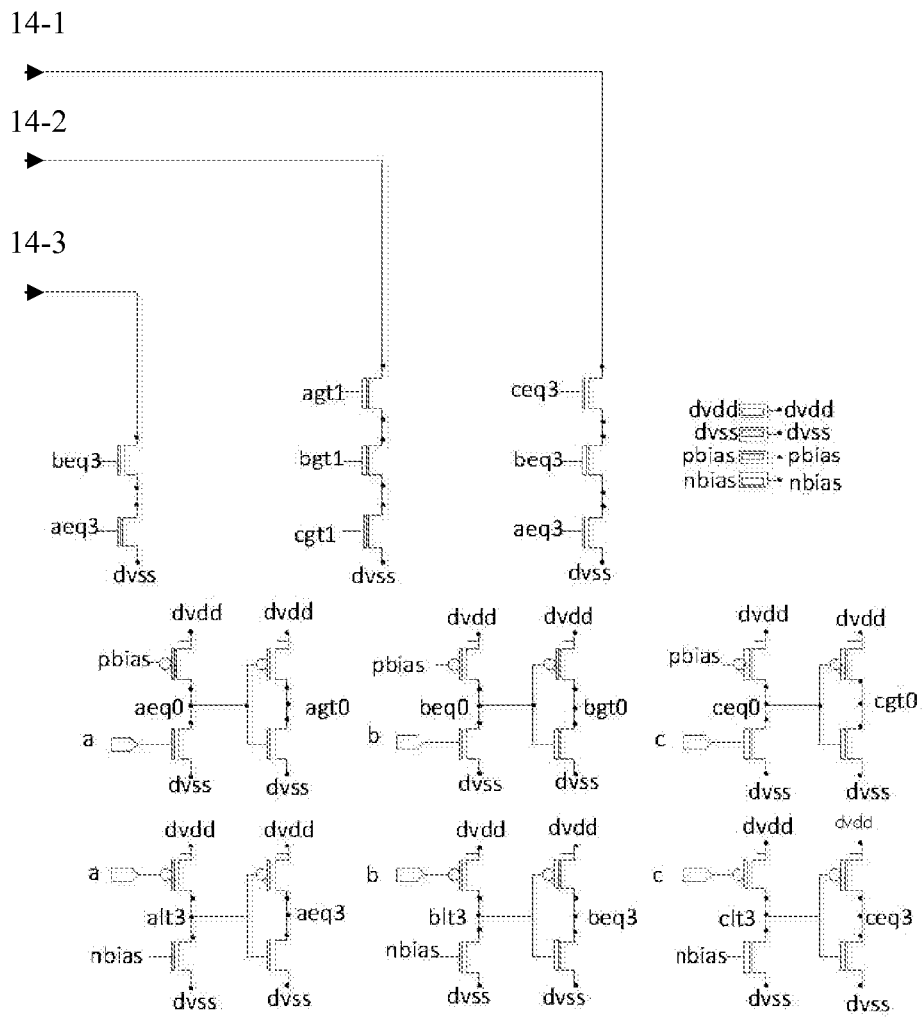 14-1
14-2
14-3
agt1
ceq3
dvdd dvdd
dvss dvss
beq3
bgt1
beq3
pbias pbias
nbias nbias
aeq3
cgt1
aeq3
dvss
dvss
dvss
dvdd
dvdd
dvdd
dvdd
dvdd
dvdd
pbias
pbias
pbias
aeq0
agt0
beq0
bgt0
ceq0
cgt0
a
b
c
dvss
dvss
dvss
dvss
dvss
dvss
dvdd
dvdd
dvdd
dvdd
dvdd
dvdd
a
b
c
alt3
aeq3
blt3
beq3
clt3
ceq3
nbias
nbias
nbias
dvss
dvss
dvss
dvss
dvss
dvss